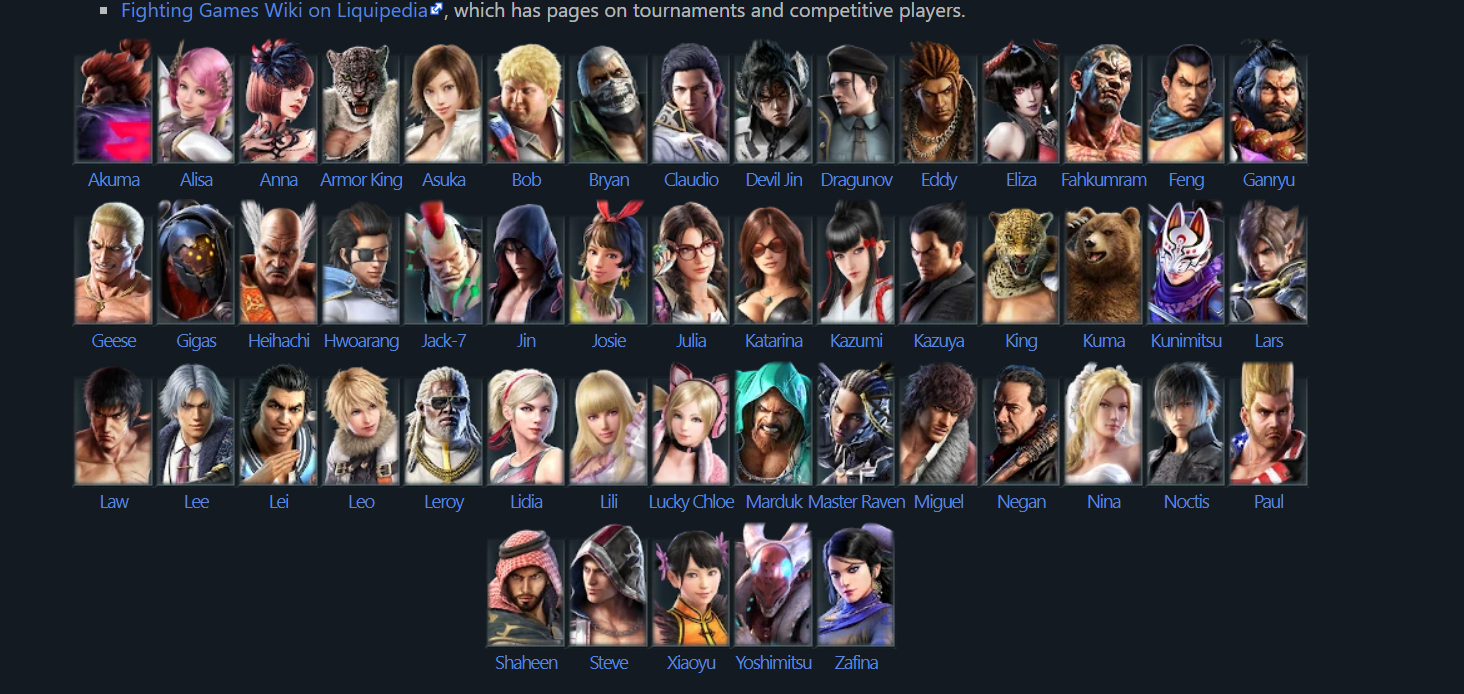 Fighting Games Wiki on Liquipedia, which has pages on tournaments and competitive players.
Akuma Alisa Anna Armor King Asuka Bob Bryan Claudio Devil Jin Dragunov Eddy Eliza Fahkumram Feng Ganryu
Geese Gigas Heihachi Hwoarang Jack-7 Jin Josie Julia Katarina Kazumi Kazuya King Kuma Kunimitsu Lars
Law Lee Lei Leo Leroy Lidia Lili Lucky Chloe Marduk Master Raven Miguel Negan Nina Noctis Paul
Shaheen Steve Xiaoyu Yoshimitsu Zafina